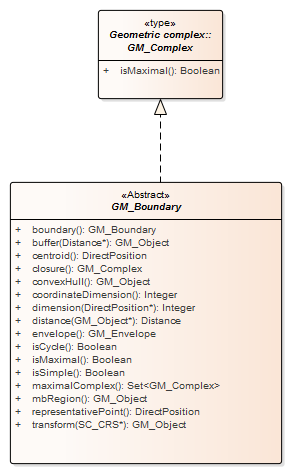 «type»
Geometric complex::
GM_Complex
+ isMaximal(): Boolean
«Abstract»
GM_Boundary
+ boundary(): GM_Boundary
+ buffer(Distance*): GM_Object
+ centroid(): DirectPosition
+ closure(): GM_Complex
+ convexHull(): GM_Object
+ coordinateDimension(): Integer
+ dimension(DirectPosition*): Integer
+ distance(GM_Object*): Distance
+ envelope(): GM_Envelope
+ isCycle(): Boolean
+ isMaximal(): Boolean
+ isSimple(): Boolean
+ maximalComplex(): Set<GM_Complex>
+ mbRegion(): GM_Object
+ representativePoint(): DirectPosition
+ transform(SC_CRS*): GM_Object